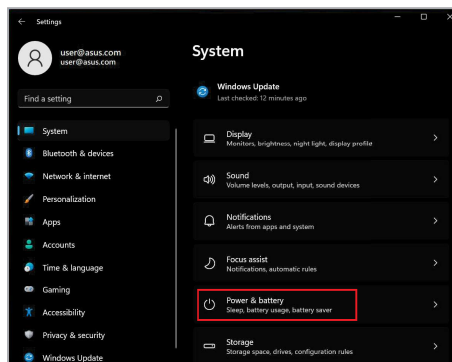 Settings
user@asus.com
user@asus.com
Find a setting
System
Bluetooth & devices
Network & internet
Personalization
Apps
Accounts
Time & language
Gaming
Accessibility
Privacy & security
Windows Update
System
Windows Update
Last checked: 12 minutes ago
Display
Monitors, brightness, night light, display profile
Sound
Volume levels, output, input, sound devices
Notifications
Alerts from apps and system
Focus assist
Notifications, automatic rules
Power & battery
Sleep, battery usage, battery saver
Storage
Storage space, drives, configuration rules